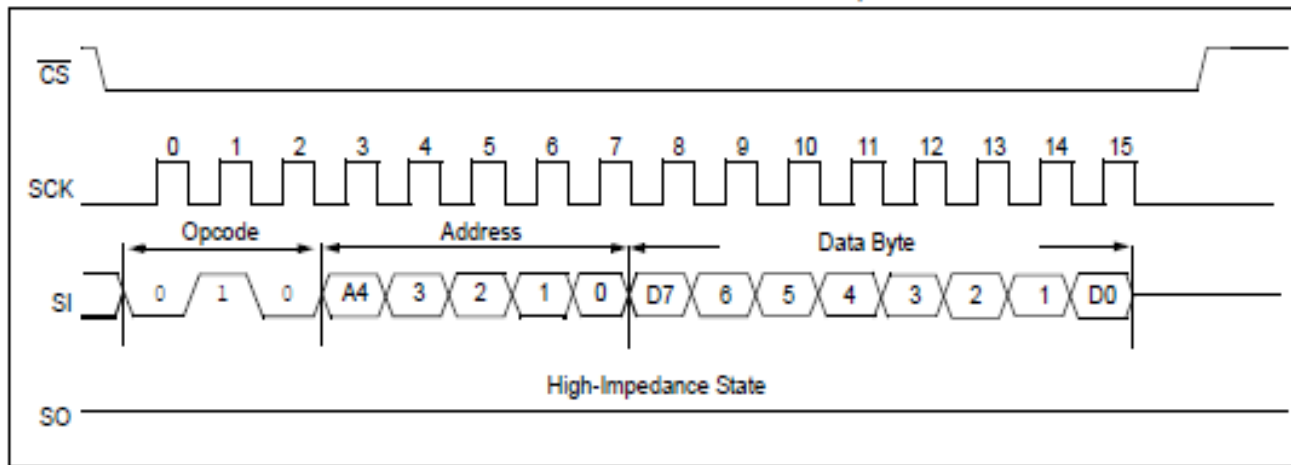 CS
0 1 2 3 4 5 6 7 8 9 10 11 12 13 14 15
SCK
Opcode Address Data Byte
SI 0 1 0 A4 3 2 1 0 D7 6 5 4 3 2 1 D0
High-Impedance State
SO